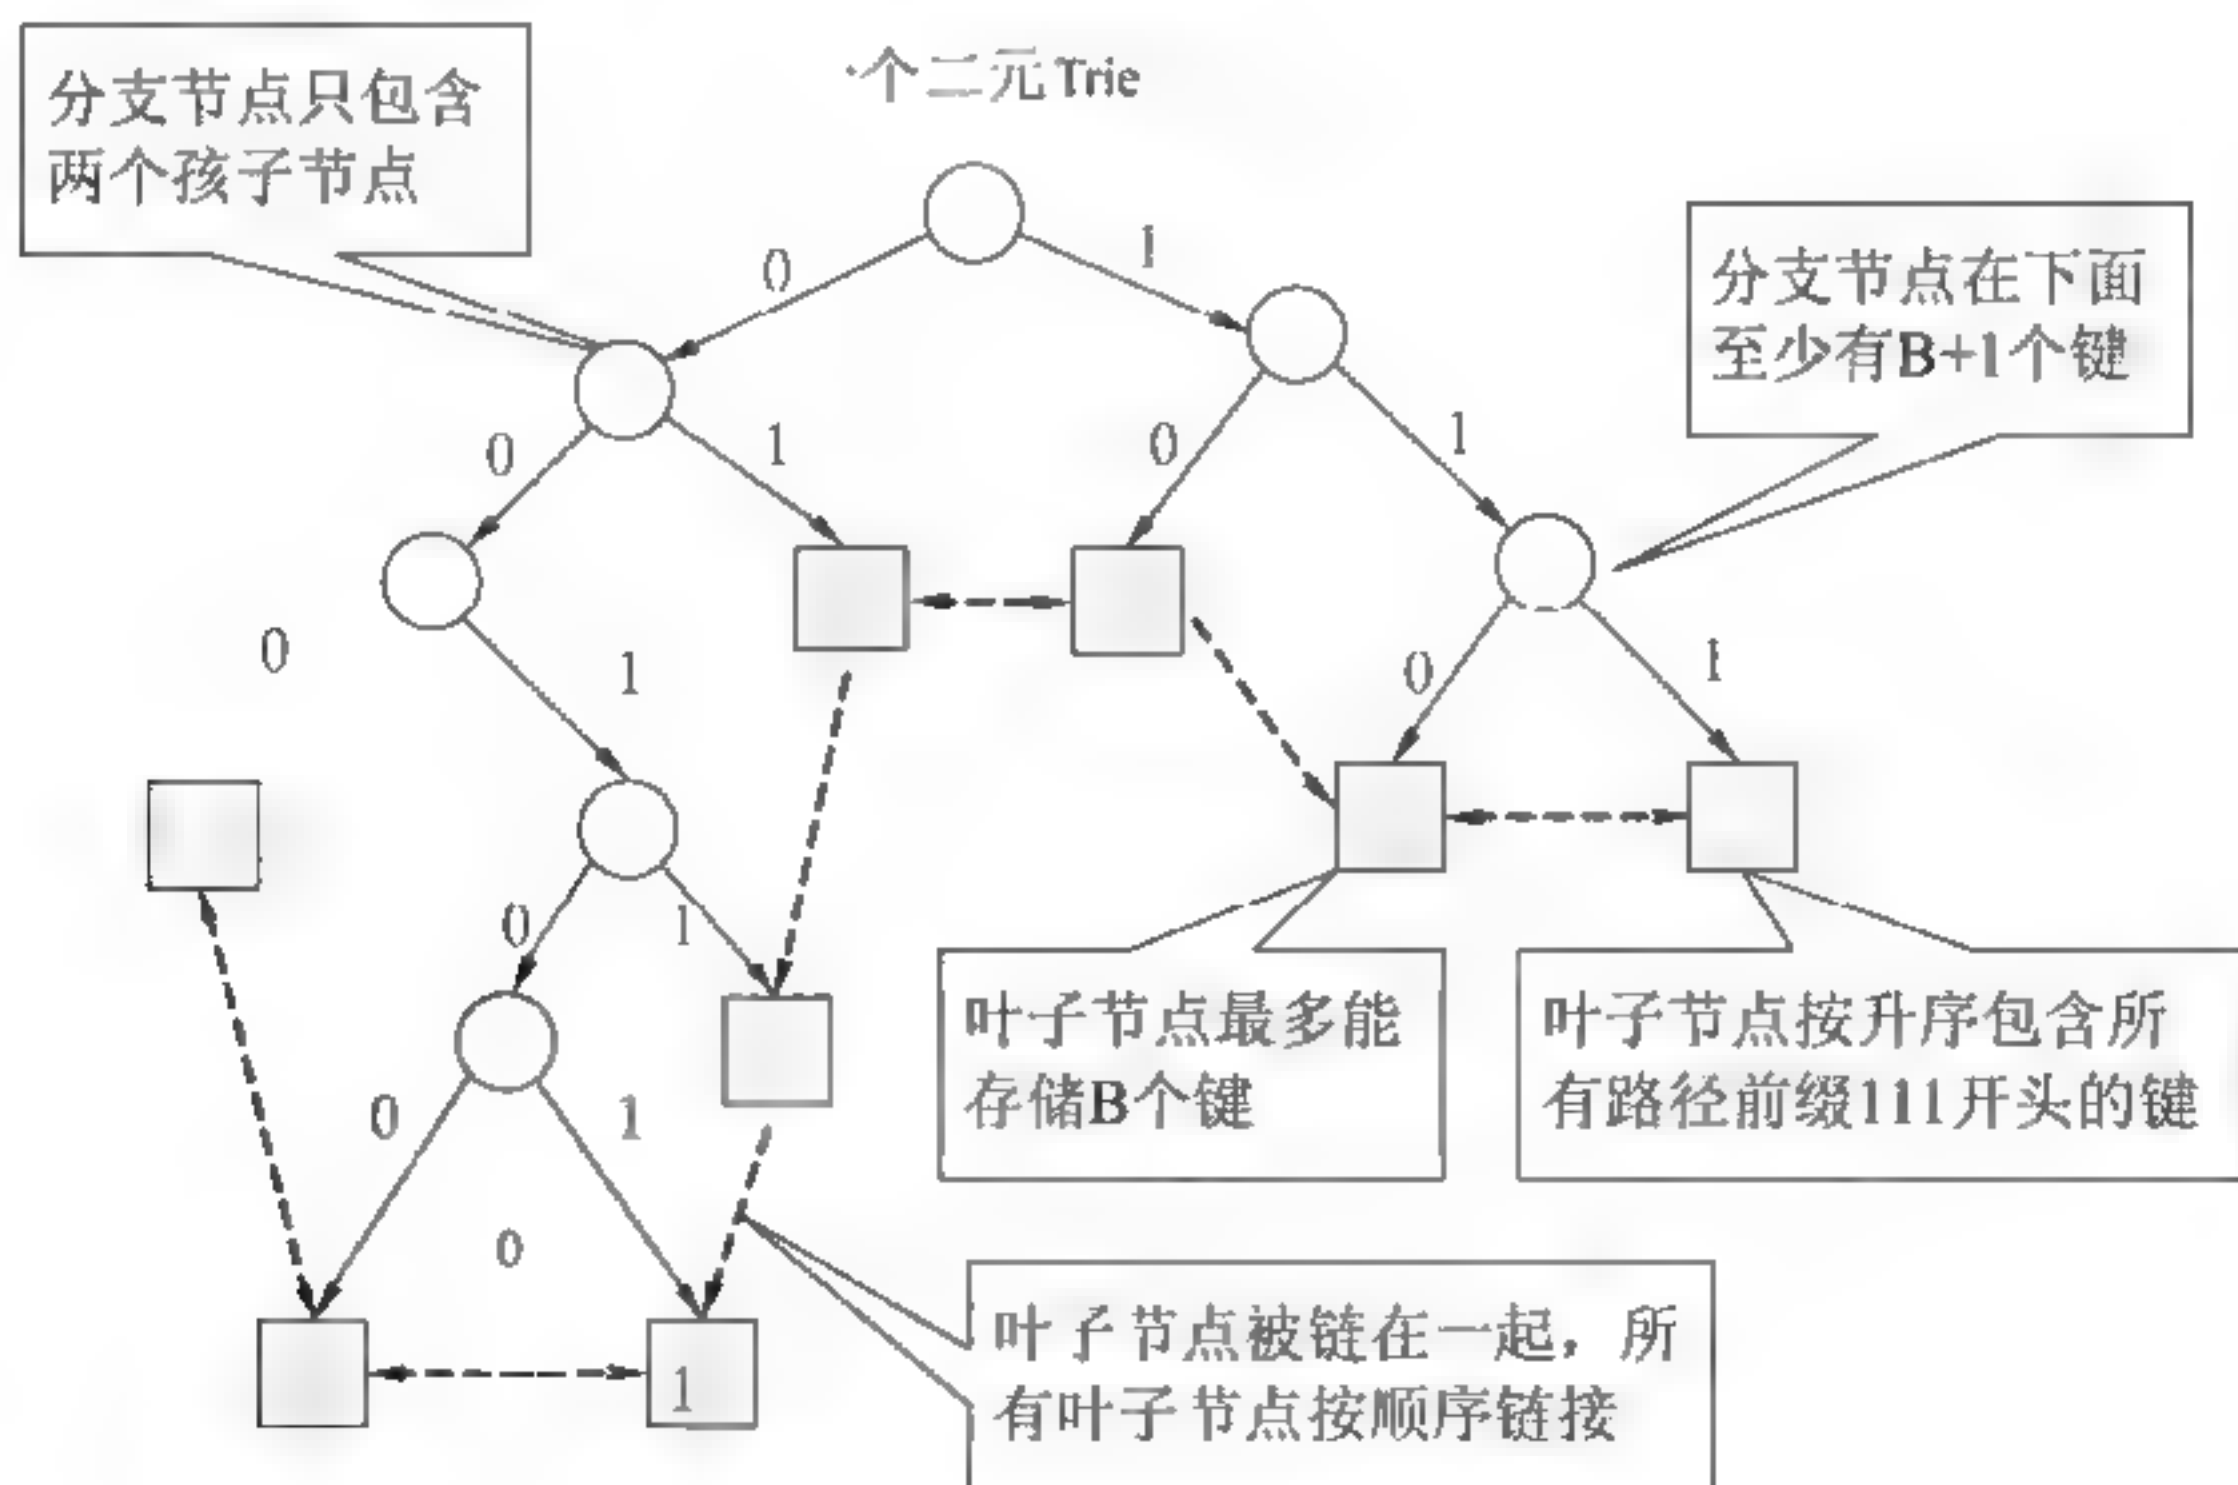 ·个二元Trie
分支节点只包含
两个孩子节点
分支节点在下面
至少有B+1个键
0
1
0
1
0
1
0
1
0
1
0
1
0
1
叶子节点最多能
存储B个键
叶子节点按升序包含所
有路径前缀111开头的键
0
1
叶子节点被链在一起，所
有叶子节点按顺序链接